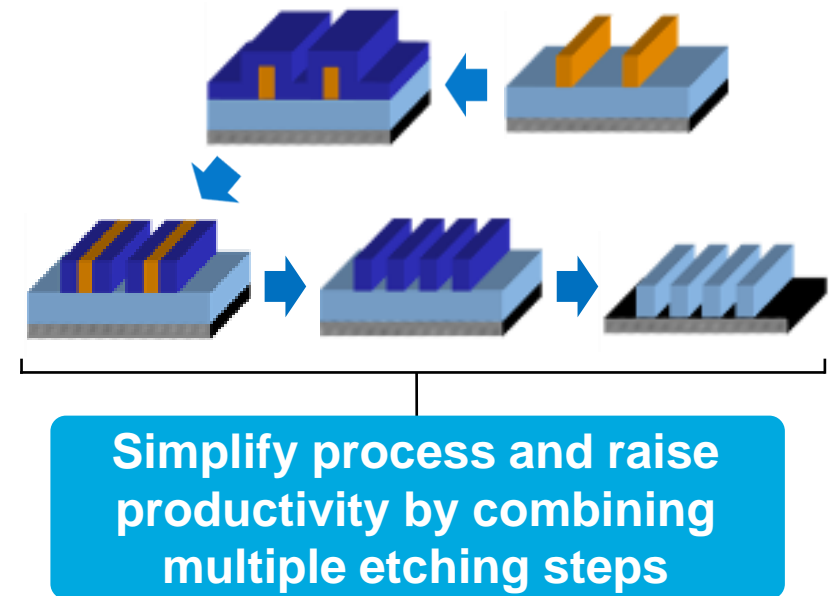 Simplify process and raise
productivity by combining
multiple etching steps